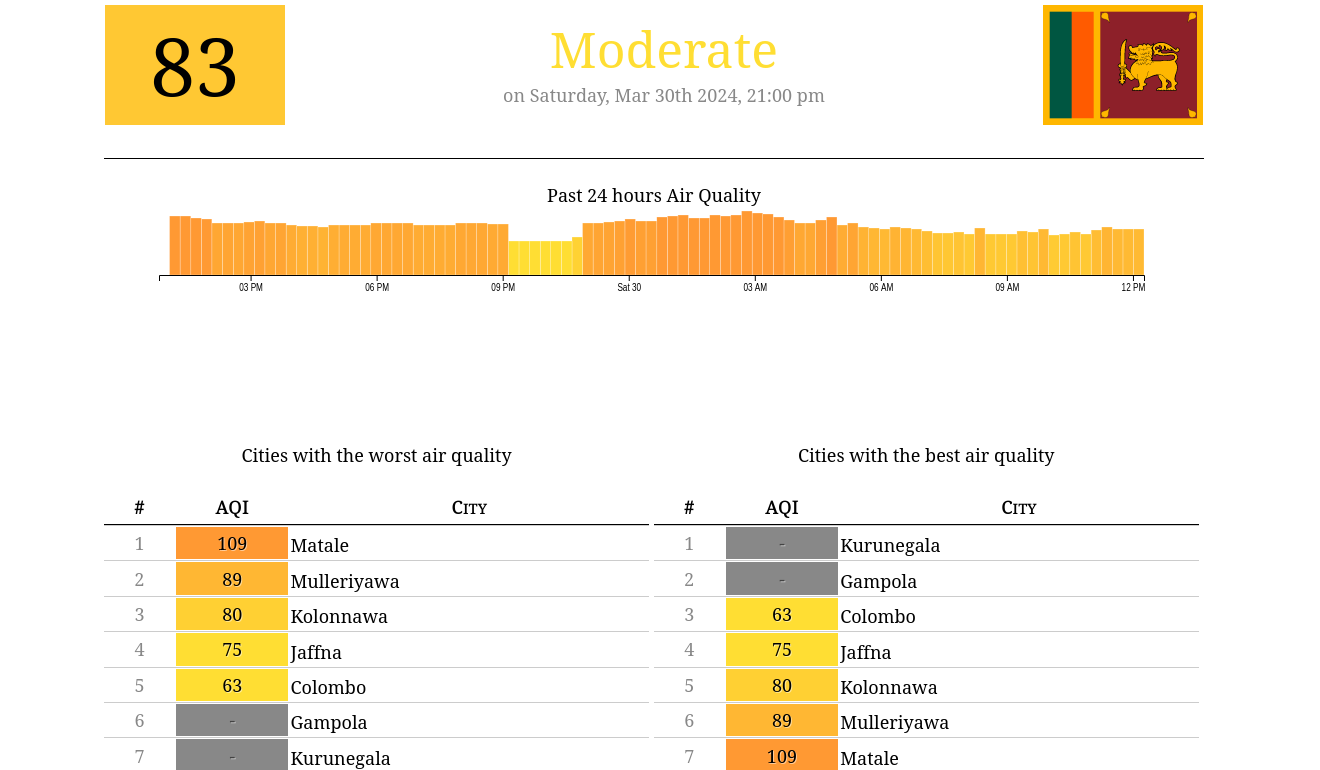 83
Moderate
on Saturday, Mar 30th 2024, 21:00 pm
Past 24 hours Air Quality
03 PM 06 PM 09 PM Sat 30 03 AM 06 AM 09 AM 12 PM
Cities with the worst air quality
# AQI City
1 109 Matale
2 89 Mulleriyawa
3 80 Kolonnawa
4 75 Jaffna
5 63 Colombo
6 - Gampola
7 - Kurunegala
Cities with the best air quality
# AQI City
1 - Kurunegala
2 - Gampola
3 63 Colombo
4 75 Jaffna
5 80 Kolonnawa
6 89 Mulleriyawa
7 109 Matale